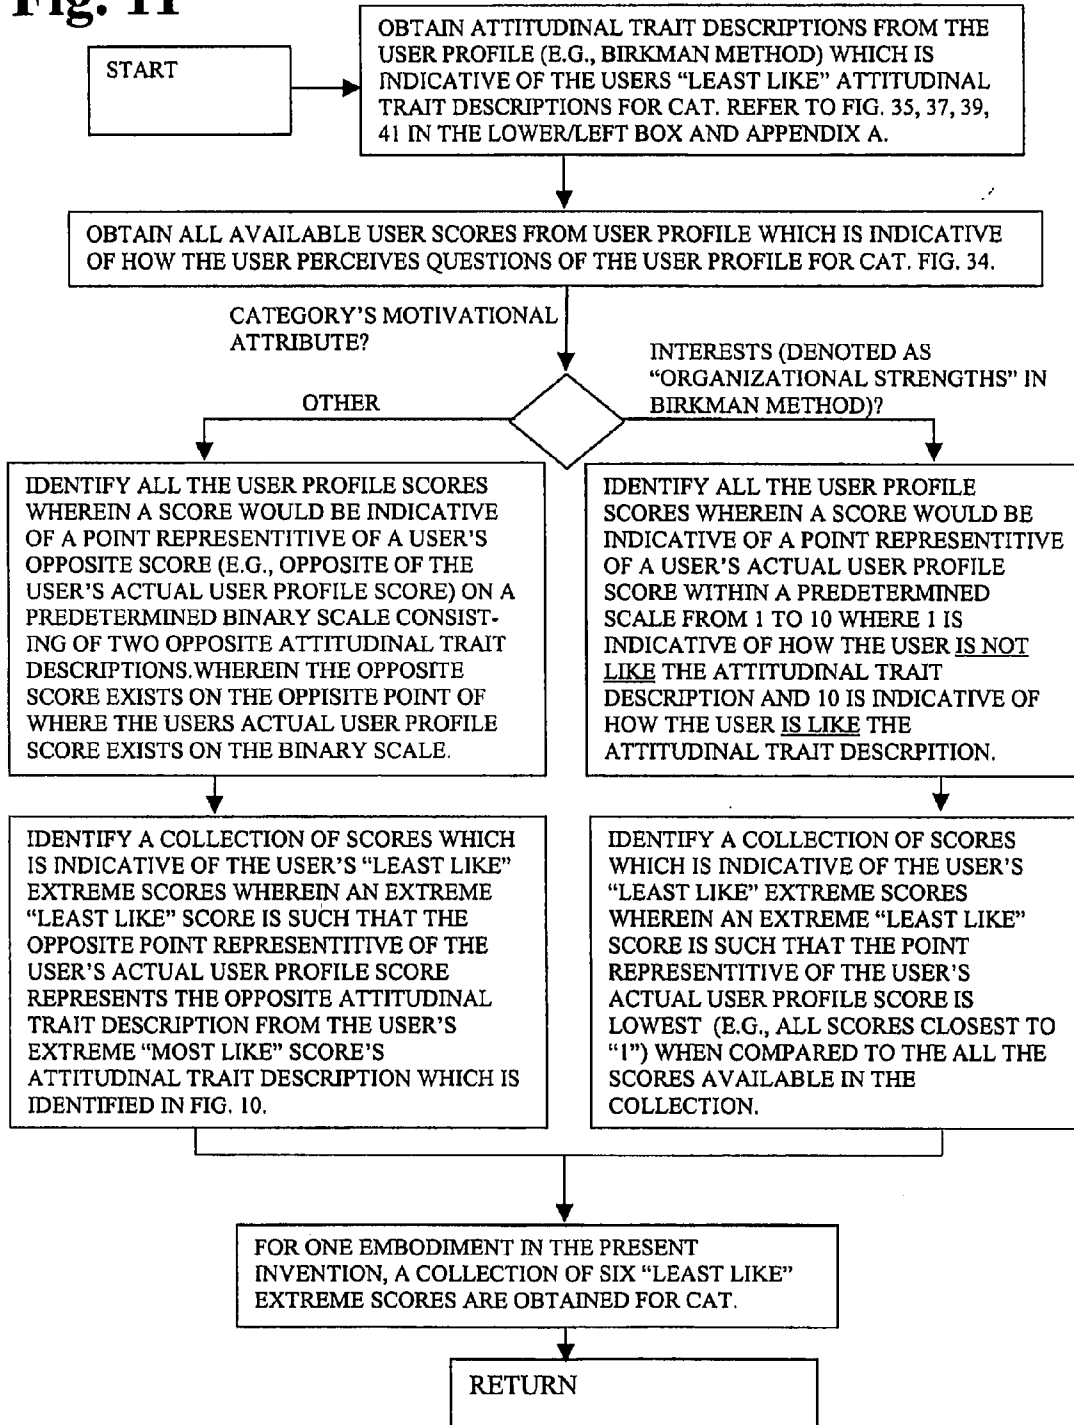 Fig. 11
START
OBTAIN ATTITUDINAL TRAIT DESCRIPTIONS FROM THE
USER PROFILE (E.G., BIRKMAN METHOD) WHICH IS
INDICATIVE OF THE USERS “LEAST LIKE” ATTITUDINAL
TRAIT DESCRIPTIONS FOR CAT. REFER TO FIG. 35, 37, 39,
41 IN THE LOWER/LEFT BOX AND APPENDIX A.
OBTAIN ALL AVAILABLE USER SCORES FROM USER PROFILE WHICH IS INDICATIVE
OF HOW THE USER PERCEIVES QUESTIONS OF THE USER PROFILE FOR CAT. FIG. 34.
CATEGORY'S MOTIVATIONAL
ATTRIBUTE?
INTERESTS (DENOTED AS
“ORGANIZATIONAL STRENGTHS” IN
BIRKMAN METHOD)?
OTHER
IDENTIFY ALL THE USER PROFILE SCORES
WHEREIN A SCORE WOULD BE INDICATIVE
OF A POINT REPRESENTITIVE OF A USER'S
OPPOSITE SCORE (E.G., OPPOSITE OF THE
USER'S ACTUAL USER PROFILE SCORE) ON A
PREDETERMINED BINARY SCALE CONSIST-
ING OF TWO OPPOSITE ATTITUDINAL TRAIT
DESCRIPTIONS.WHEREIN THE OPPOSITE
SCORE EXISTS ON THE OPPISITE POINT OF
WHERE THE USERS ACTUAL USER PROFILE
SCORE EXISTS ON THE BINARY SCALE.
IDENTIFY ALL THE USER PROFILE
SCORES WHEREIN A SCORE WOULD BE
INDICATIVE OF A POINT REPRESENTITIVE
OF A USER'S ACTUAL USER PROFILE
SCORE WITHIN A PREDETERMINED
SCALE FROM 1 TO 10 WHERE 1 IS
INDICATIVE OF HOW THE USER IS NOT
LIKE THE ATTITUDINAL TRAIT
DESCRIPTION AND 10 IS INDICATIVE OF
HOW THE USER IS LIKE THE
ATTITUDINAL TRAIT DESCRPITION.
IDENTIFY A COLLECTION OF SCORES WHICH
IS INDICATIVE OF THE USER'S “LEAST LIKE”
EXTREME SCORES WHEREIN AN EXTREME
“LEAST LIKE” SCORE IS SUCH THAT THE
OPPOSITE POINT REPRESENTITIVE OF THE
USER'S ACTUAL USER PROFILE SCORE
REPRESENTS THE OPPOSITE ATTITUDINAL
TRAIT DESCRIPTION FROM THE USER'S
EXTREME “MOST LIKE” SCORE'S
ATTITUDINAL TRAIT DESCRIPTION WHICH IS
IDENTIFIED IN FIG. 10.
IDENTIFY A COLLECTION OF SCORES
WHICH IS INDICATIVE OF THE USER'S
“LEAST LIKE” EXTREME SCORES
WHEREIN AN EXTREME “LEAST LIKE”
SCORE IS SUCH THAT THE POINT
REPRESENTITIVE OF THE USER'S
ACTUAL USER PROFILE SCORE IS
LOWEST (E.G., ALL SCORES CLOSEST TO
“1”) WHEN COMPARED TO THE ALL THE
SCORES AVAILABLE IN THE
COLLECTION.
FOR ONE EMBODIMENT IN THE PRESENT
INVENTION, A COLLECTION OF SIX “LEAST LIKE”
EXTREME SCORES ARE OBTAINED FOR CAT.
RETURN